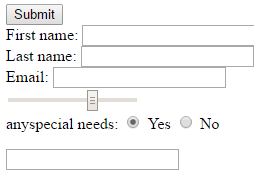 Submit
First name:
Last name:
Email:
anyspecial needs: Yes No